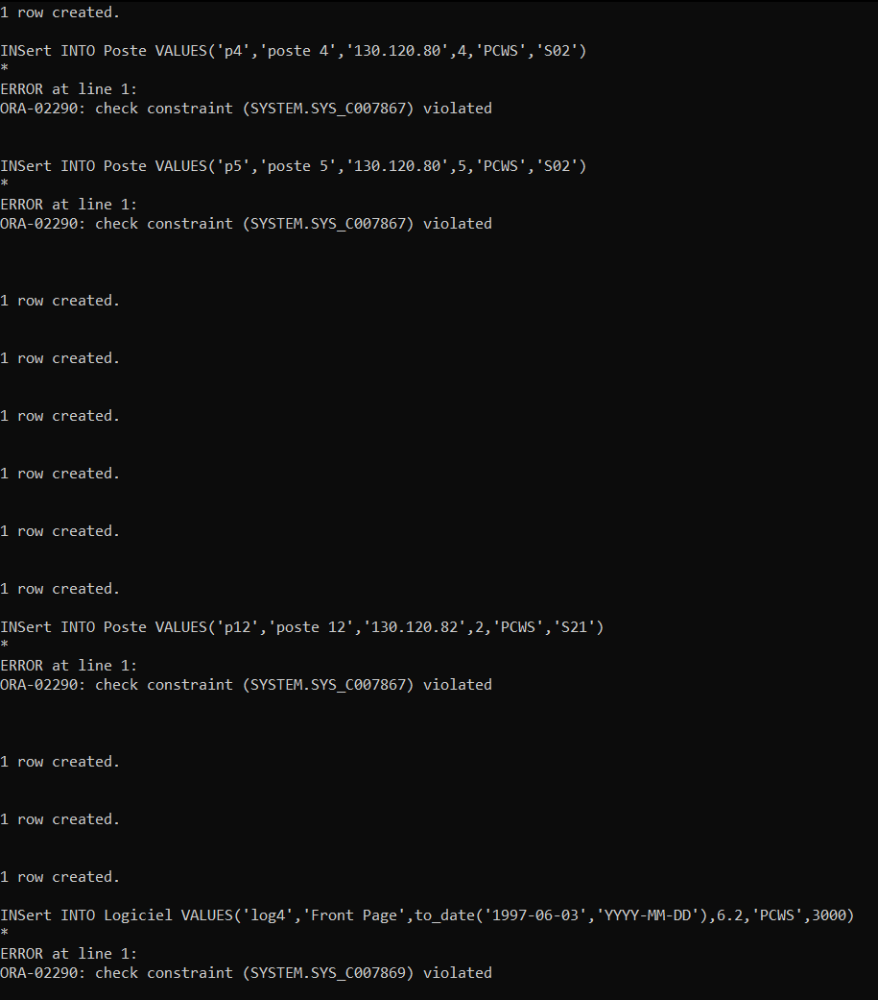 1 row created.
INSert INTO Poste VALUES('p4','poste 4','130.120.80',4,'PCWS','S02')
*
ERROR at line 1:
ORA-02290: check constraint (SYSTEM.SYS_C007867) violated
INSert INTO Poste VALUES('p5','poste 5','130.120.80',5,'PCWS','S02')
*
ERROR at line 1:
ORA-02290: check constraint (SYSTEM.SYS_C007867) violated
1 row created.
1 row created.
1 row created.
1 row created.
1 row created.
1 row created.
INSert INTO Poste VALUES('p12','poste 12','130.120.82',2,'PCWS','S21')
*
ERROR at line 1:
ORA-02290: check constraint (SYSTEM.SYS_C007867) violated
1 row created.
1 row created.
1 row created.
INSert INTO Logiciel VALUES('log4','Front Page',to_date('1997-06-03','YYYY-MM-DD'),6.2,'PCWS',3000)
*
ERROR at line 1:
ORA-02290: check constraint (SYSTEM.SYS_C007869) violated